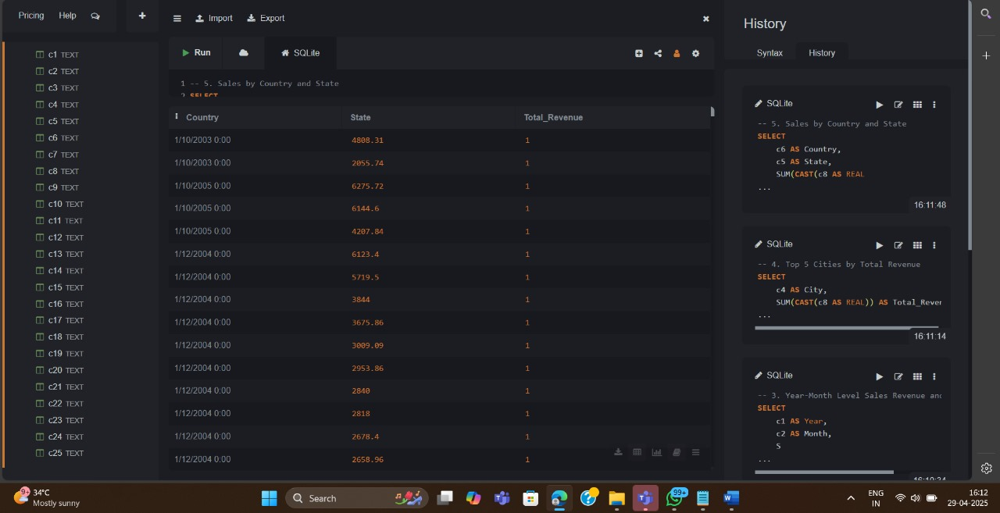 Pricing Help
c1 TEXT
c2 TEXT
c3 TEXT
c4 TEXT
c5 TEXT
c6 TEXT
c7 TEXT
c8 TEXT
c9 TEXT
c10 TEXT
c11 TEXT
c12 TEXT
c13 TEXT
c14 TEXT
c15 TEXT
c16 TEXT
c17 TEXT
c18 TEXT
c19 TEXT
c20 TEXT
c21 TEXT
c22 TEXT
c23 TEXT
c24 TEXT
c25 TEXT
Import Export
Run SQLite
1 -- 5. Sales by Country and State
2 SELECT
Country State Total_Revenue
1/10/2003 0:00 4808.31 1
1/10/2003 0:00 2055.74 1
1/10/2005 0:00 6275.72 1
1/10/2005 0:00 6144.6 1
1/10/2005 0:00 4207.84 1
1/12/2004 0:00 6123.4 1
1/12/2004 0:00 5719.5 1
1/12/2004 0:00 3844 1
1/12/2004 0:00 3675.86 1
1/12/2004 0:00 3009.09 1
1/12/2004 0:00 2953.86 1
1/12/2004 0:00 2840 1
1/12/2004 0:00 2818 1
1/12/2004 0:00 2678.4 1
1/12/2004 0:00 2658.96 1
History
Syntax History
SQLite
-- 5. Sales by Country and State
SELECT
c6 AS Country,
c5 AS State,
SUM(CAST(c8 AS REAL
...
16:11:48
SQLite
-- 4. Top 5 Cities by Total Revenue
SELECT
c4 AS City,
SUM(CAST(c8 AS REAL)) AS Total_Rever
...
16:11:14
SQLite
-- 3. Year-Month Level Sales Revenue and
SELECT
c1 AS Year,
c2 AS Month,
S
...
16:10:34
9+
34°C
Mostly sunny
Search
99+
ENG
IN
16:12
29-04-2025